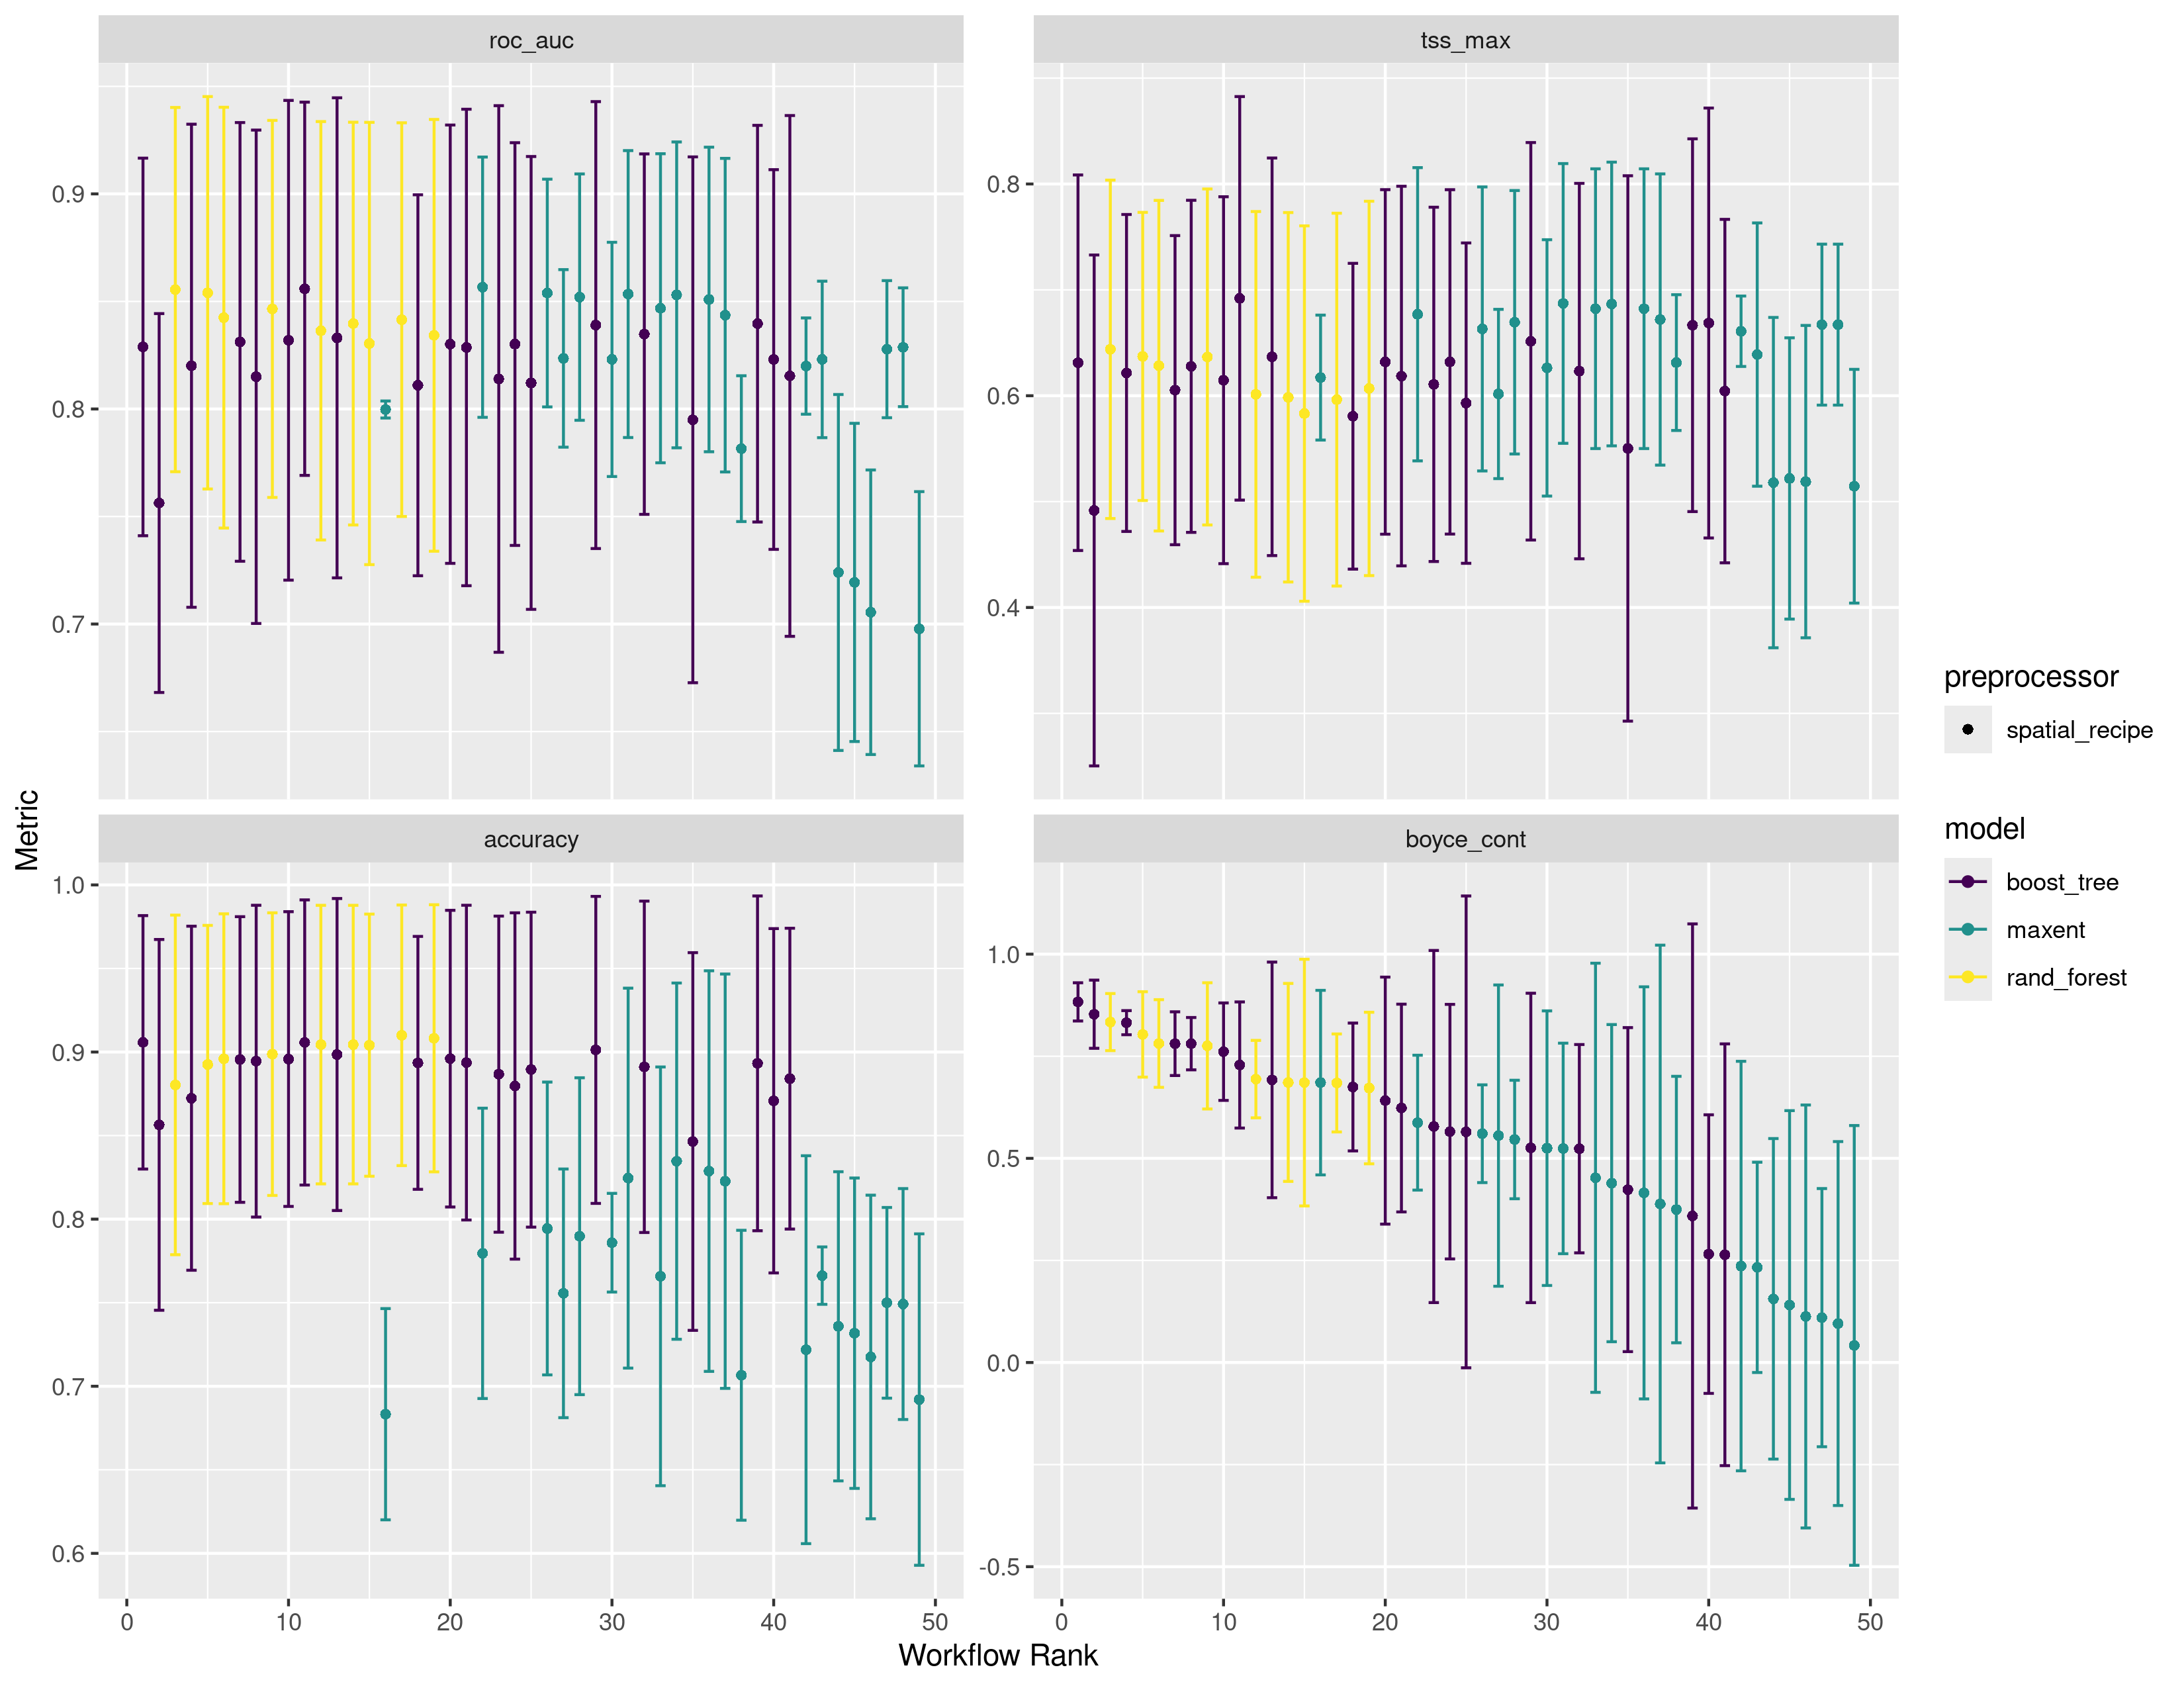 roc_auc
tss_max
0.9
0.8
0.7
0.8
0.6
0.4
accuracy
boyce_cont
1.0
0.9
0.8
0.7
0.6
1.0
0.5
0.0
-0.5
0 10 20 30 40 50
0 10 20 30 40 50
Workflow Rank
Metric
preprocessor
spatial_recipe
model
boost_tree
maxent
rand_forest